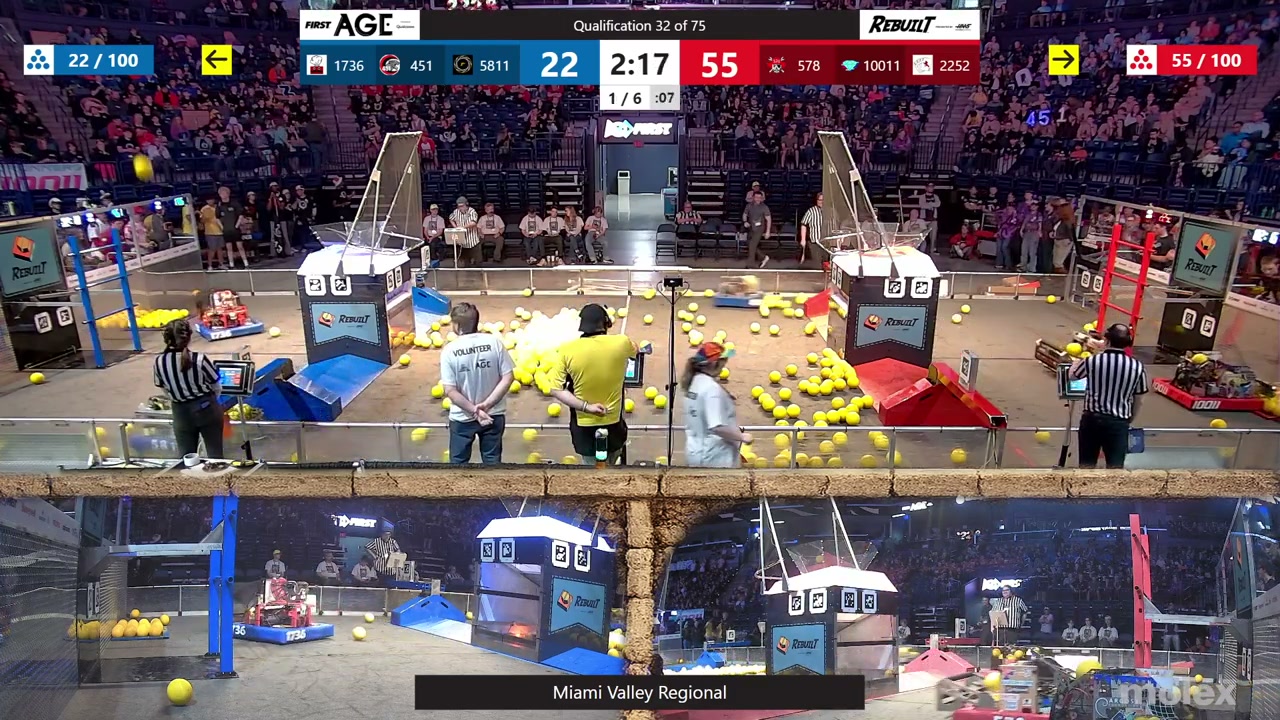 FIRST AGE
Qualification 32 of 75
REBUILT
22 / 100
1736 451 5811 22
2:17
55 578 10011 2252
55 / 100
1 / 6 :07
FIRST
45
REBUILT
REBUILT
REBUILT
REBUILT
VOLUNTEER
AGE
10011
FIRST
REBUILT
REBUILT
1736
36
molex
Miami Valley Regional